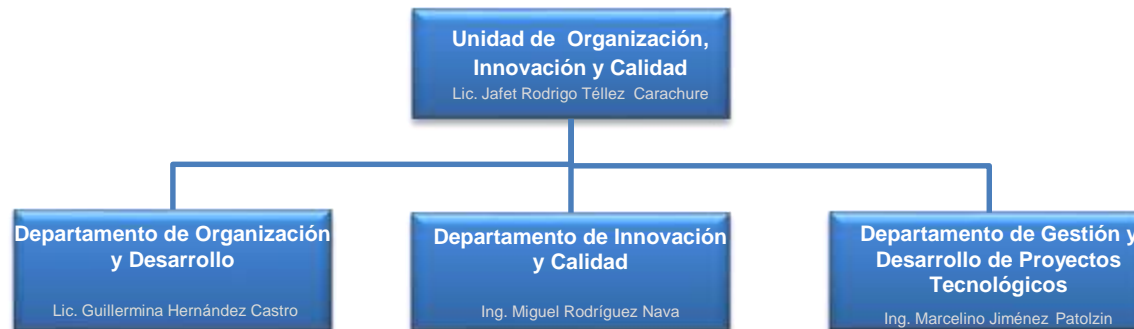 Unidad de Organización,
Innovación y Calidad
Lic. Jafet Rodrigo Téllez Carachure
Departamento de Organización
y Desarrollo
Lic. Guillermina Hernández Castro
Departamento de Innovación
y Calidad
Ing. Miguel Rodríguez Nava
Departamento de Gestión y
Desarrollo de Proyectos
Tecnológicos
Ing. Marcelino Jiménez Patolzin